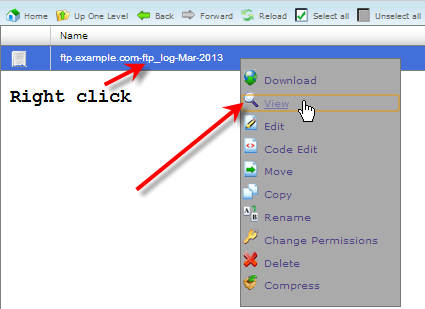 Home Up One Level Back Forward Reload Select all Unselect all
Name
ftp.example.com-ftp_log-Mar-2013
Right click
Download
View
Edit
Code Edit
Move
Copy
Rename
Change Permissions
Delete
Compress